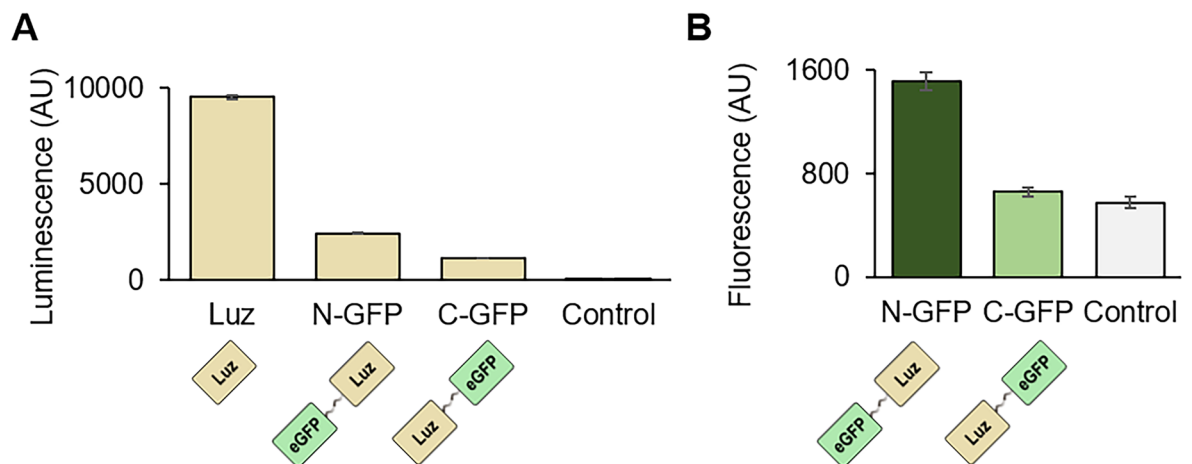 A
Luminescence (AU)
10000
5000
0
Luz
N-GFP
C-GFP
Control
Luz
Luz
eGFP
eGFP
Luz
B
Fluorescence (AU)
1600
800
0
N-GFP
C-GFP
Control
Luz
eGFP
eGFP
Luz